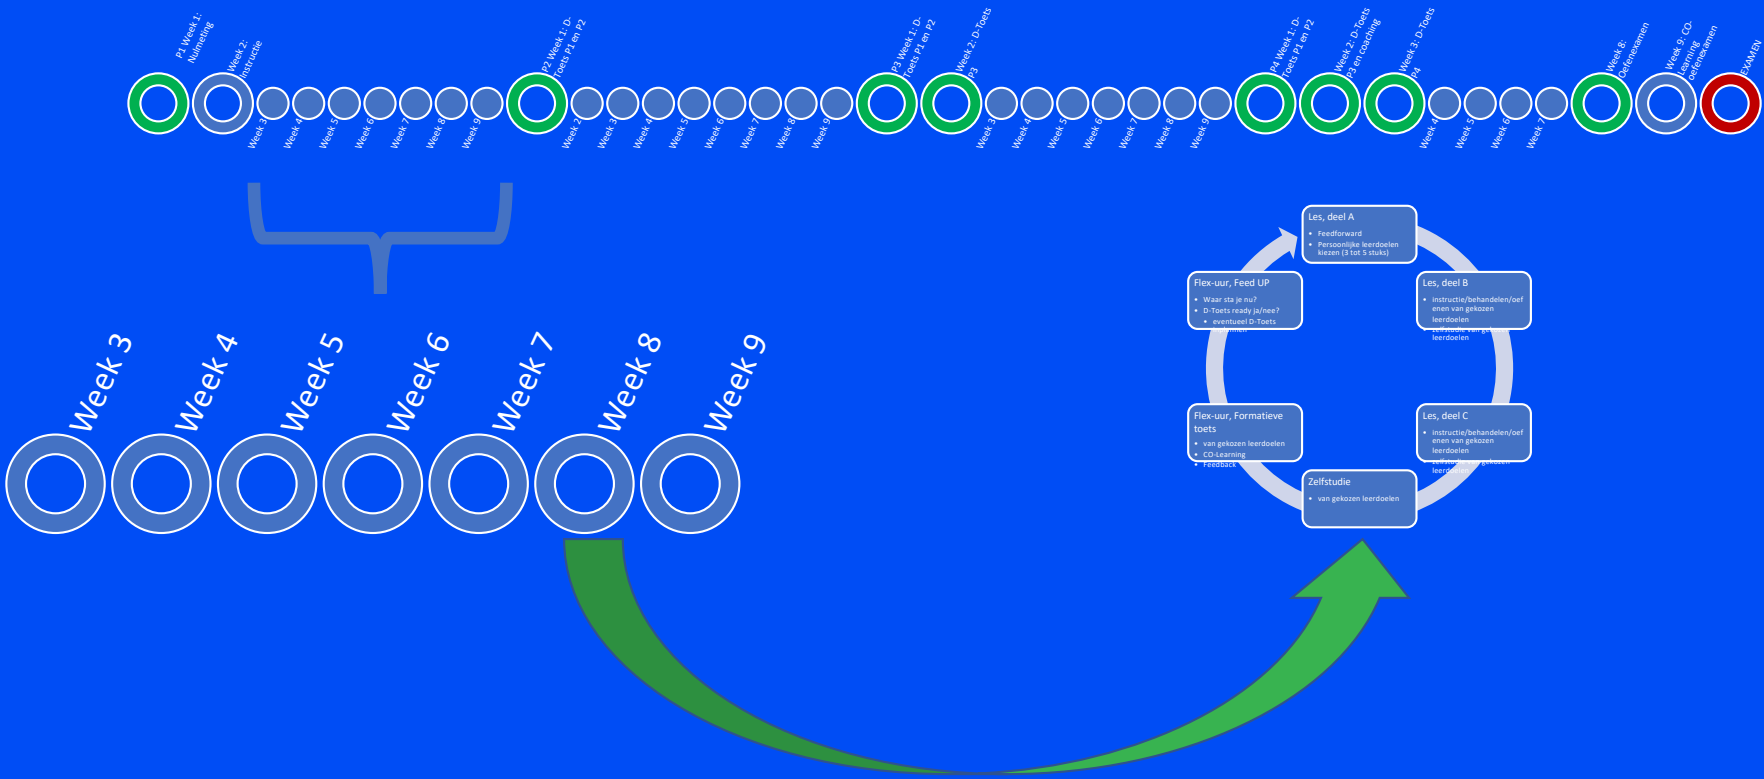 P1 Week 1:
Nulmeting
Week 2:
Instructie
Week 3
Week 4
Week 5
Week 6
Week 7
Week 8
Week 9
P2 Week 1: D-
Toets P1 en P2
Week 2
Week 3
Week 4
Week 5
Week 6
Week 7
Week 8
Week 9
P3 Week 1: D-
Toets P1 en P2
Week 2: D-Toets
P3
Week 3
Week 4
Week 5
Week 6
Week 7
Week 8
Week 9
P4 Week 1: D-
Toets P1 en P2
Week 2: D-Toets
P3 en coaching
Week 3: D-Toets
P4
Week 4
Week 5
Week 6
Week 7
Week 8:
Oefenexamen
Week 9: CO-
Learning
oefenexamen
EXAMEN
Week 3
Week 4
Week 5
Week 6
Week 7
Week 8
Week 9
Les, deel A
• Feedforward
• Persoonlijke leerdoelen
kiezen (3 tot 5 stuks)
Les, deel B
• instructie/behandelen/oef
enen van gekozen
leerdoelen
• zelfstudie van gekozen
leerdoelen
Les, deel C
• instructie/behandelen/oef
enen van gekozen
leerdoelen
• zelfstudie van gekozen
leerdoelen
Zelfstudie
• van gekozen leerdoelen
Flex-uur, Formatieve
toets
• van gekozen leerdoelen
• CO-Learning
• Feedback
Flex-uur, Feed UP
• Waar sta je nu?
• D-Toets ready ja/nee?
• eventueel D-Toets